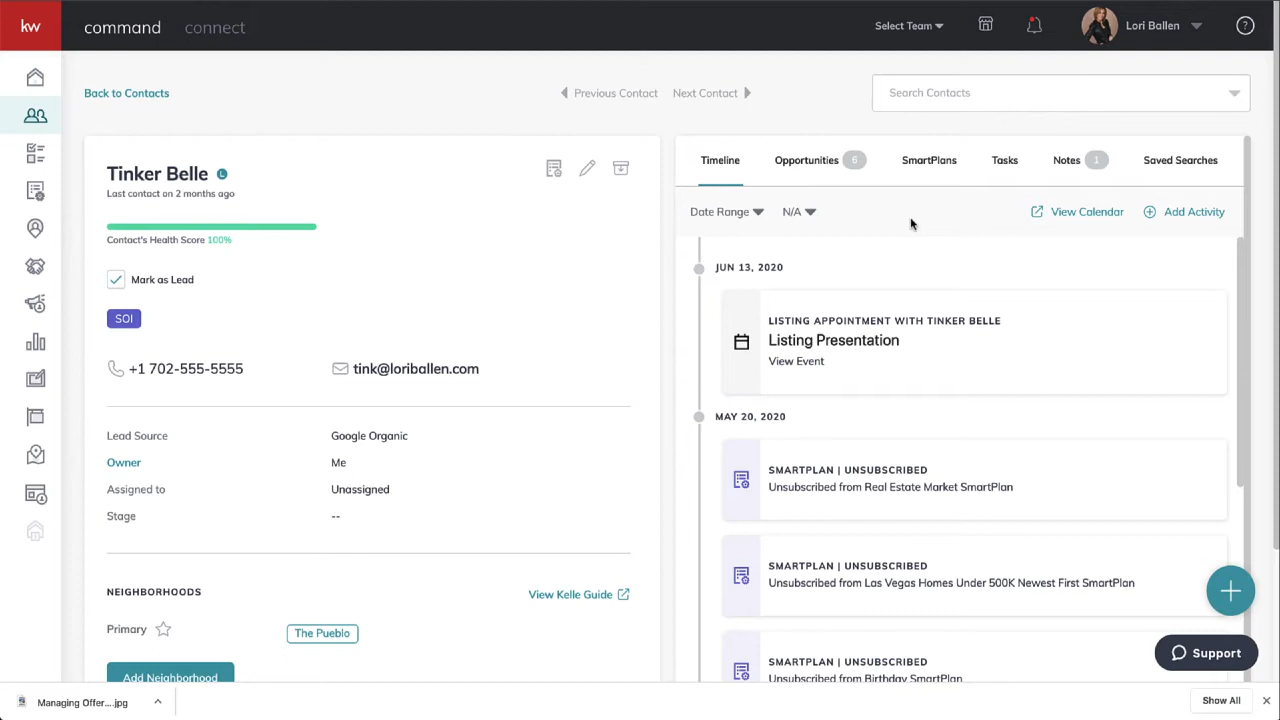 kw
command
connect
Select Team
Lori Ballen
?
Back to Contacts
Previous Contact
Next Contact
Search Contacts
Tinker Belle L
Last contact on 2 months ago
Contact's Health Score 100%
Mark as Lead
SOI
+1 702-555-5555
tink@loriballen.com
Lead Source
Google Organic
Owner
Me
Assigned to
Unassigned
Stage
--
NEIGHBORHOODS
View Kelle Guide
Primary
The Pueblo
Add Neighborhood
Timeline
Opportunities 6
SmartPlans
Tasks
Notes 1
Saved Searches
Date Range
N/A
View Calendar
Add Activity
JUN 13, 2020
LISTING APPOINTMENT WITH TINKER BELLE
Listing Presentation
View Event
MAY 20, 2020
SMARTPLAN | UNSUBSCRIBED
Unsubscribed from Real Estate Market SmartPlan
SMARTPLAN | UNSUBSCRIBED
Unsubscribed from Las Vegas Homes Under 500K Newest First SmartPlan
SMARTPLAN | UNSUBSCRIBED
Unsubscribed from Birthday SmartPlan
Support
Managing Offer....jpg
Show All